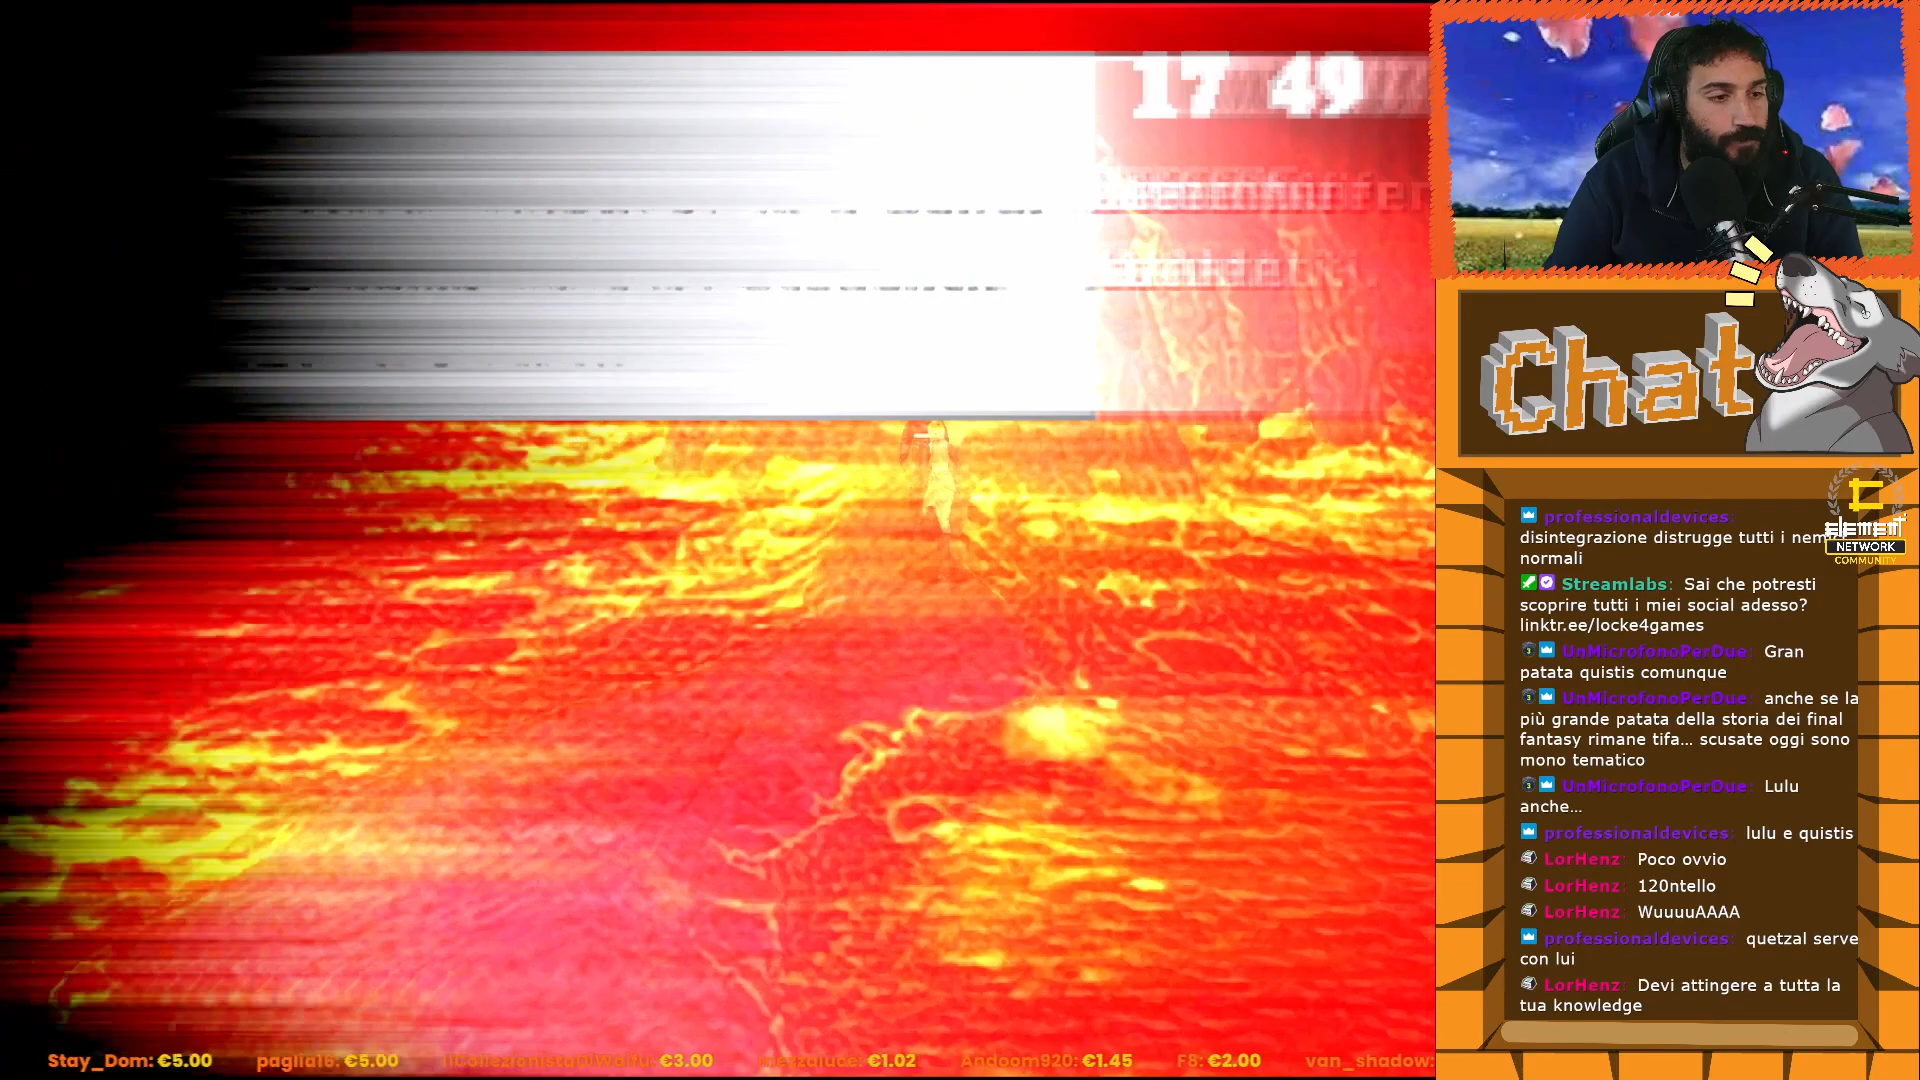 17 49
Chat
element
NETWORK
COMMUNITY
professionaldevices:
disintegrazione distrugge tutti i
normali
Streamlabs: Sai che potresti
scoprire tutti i miei social adesso?
linktr.ee/locke4games
UnMicrofonoPerDue: Gran
patata quistis comunque
UnMicrofonoPerDue: anche se la
più grande patata della storia dei final
fantasy rimane tifa... scusate oggi sono
mono tematico
UnMicrofonoPerDue: Lulu
anche...
professionaldevices: lulu e quistis
LorHenz: Poco ovvio
LorHenz: 120ntello
LorHenz: WuuuuAAAA
professionaldevices: quetzal serve
con lui
LorHenz: Devi attingere a tutta la
tua knowledge
Stay_Dom: €5.00 paglia16: €5.00 IlCollezionistaDiWaifu: €3.00 mezzaluce: €1.02 Andoom920: €1.45 F8: €2.00 van_shadow: